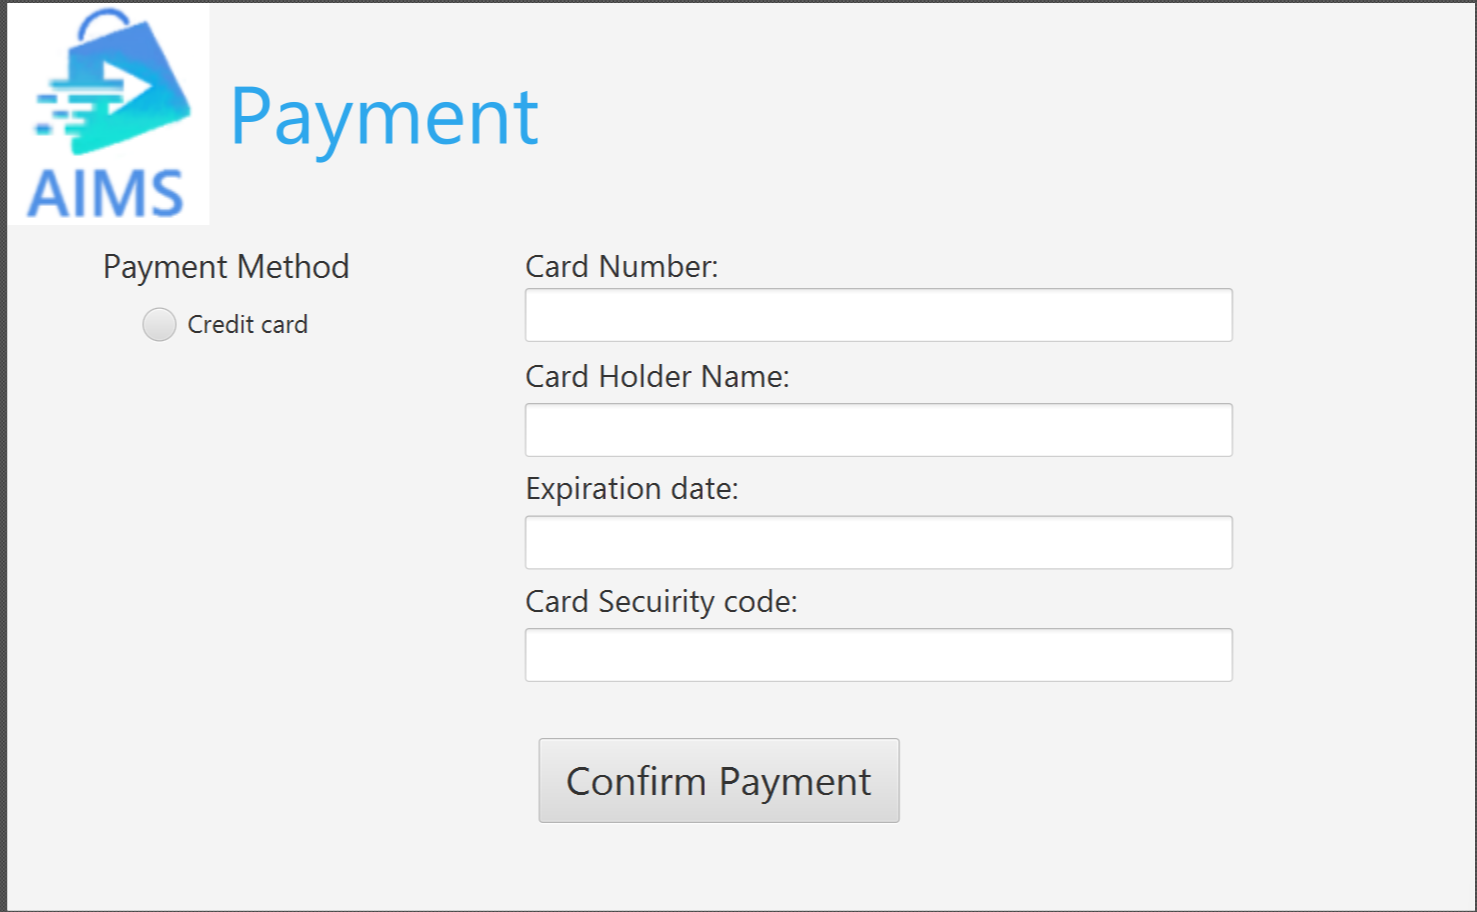 AIMS
Payment
Payment Method
Credit card
Card Number:
Card Holder Name:
Expiration date:
Card Secuirity code:
Confirm Payment